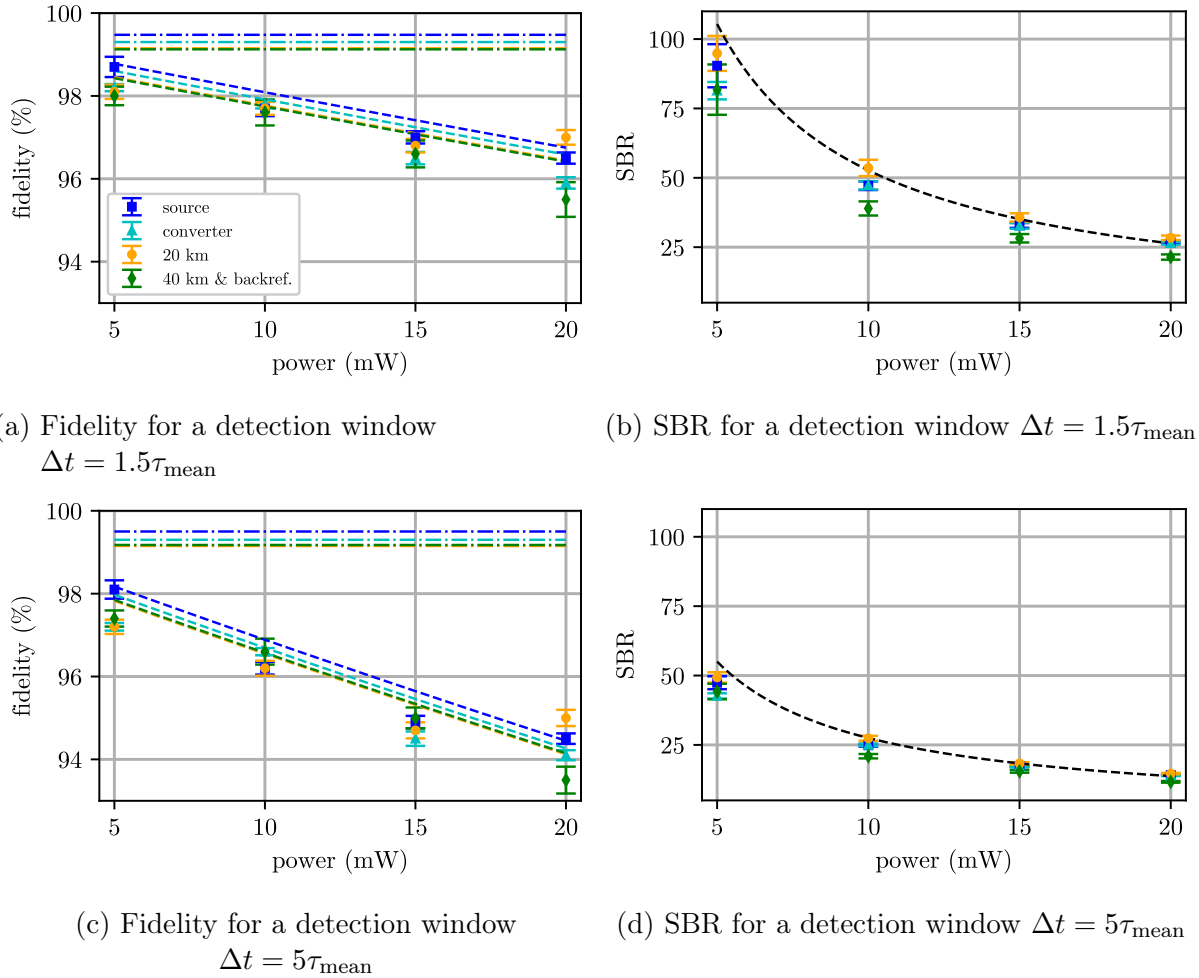 100
98
96
94
fidelity (%)
source
converter
20 km
40 km & backref.
5
10
15
20
power (mW)
100
75
50
25
SBR
5
10
15
20
power (mW)
a) Fidelity for a detection window
Δt = 1.5τmean
(b) SBR for a detection window Δt = 1.5τmean
100
98
96
94
fidelity (%)
5
10
15
20
power (mW)
100
75
50
25
SBR
5
10
15
20
power (mW)
(c) Fidelity for a detection window
Δt = 5τmean
(d) SBR for a detection window Δt = 5τmean